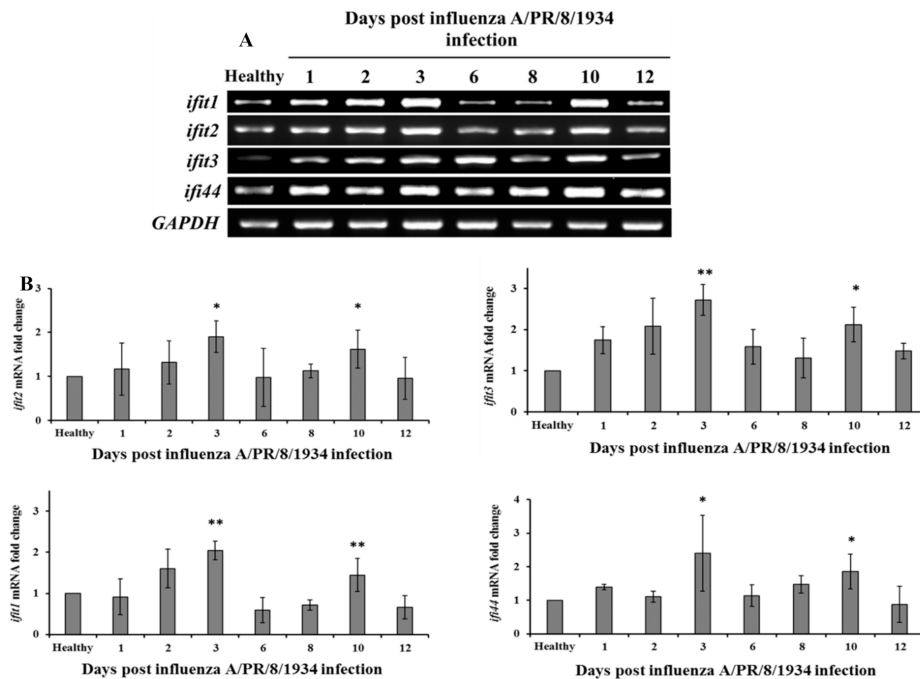 Days post influenza A/PR/8/1934
infection
A
Healthy 1 2 3 6 8 10 12
ifit1
ifit2
ifit3
ifi44
GAPDH
B
ifit2 mRNA fold change
3
2
1
0
* *
Healthy 1 2 3 6 8 10 12
Days post influenza A/PR/8/1934 infection
ifit3 mRNA fold change
3
2
1
0
** *
Healthy 1 2 3 6 8 10 12
Days post influenza A/PR/8/1934 infection
ifit1 mRNA fold change
3
2
1
0
** **
Healthy 1 2 3 6 8 10 12
Days post influenza A/PR/8/1934 infection
ifi44 mRNA fold change
4
3
2
1
0
* *
Healthy 1 2 3 6 8 10 12
Days post influenza A/PR/8/1934 infection